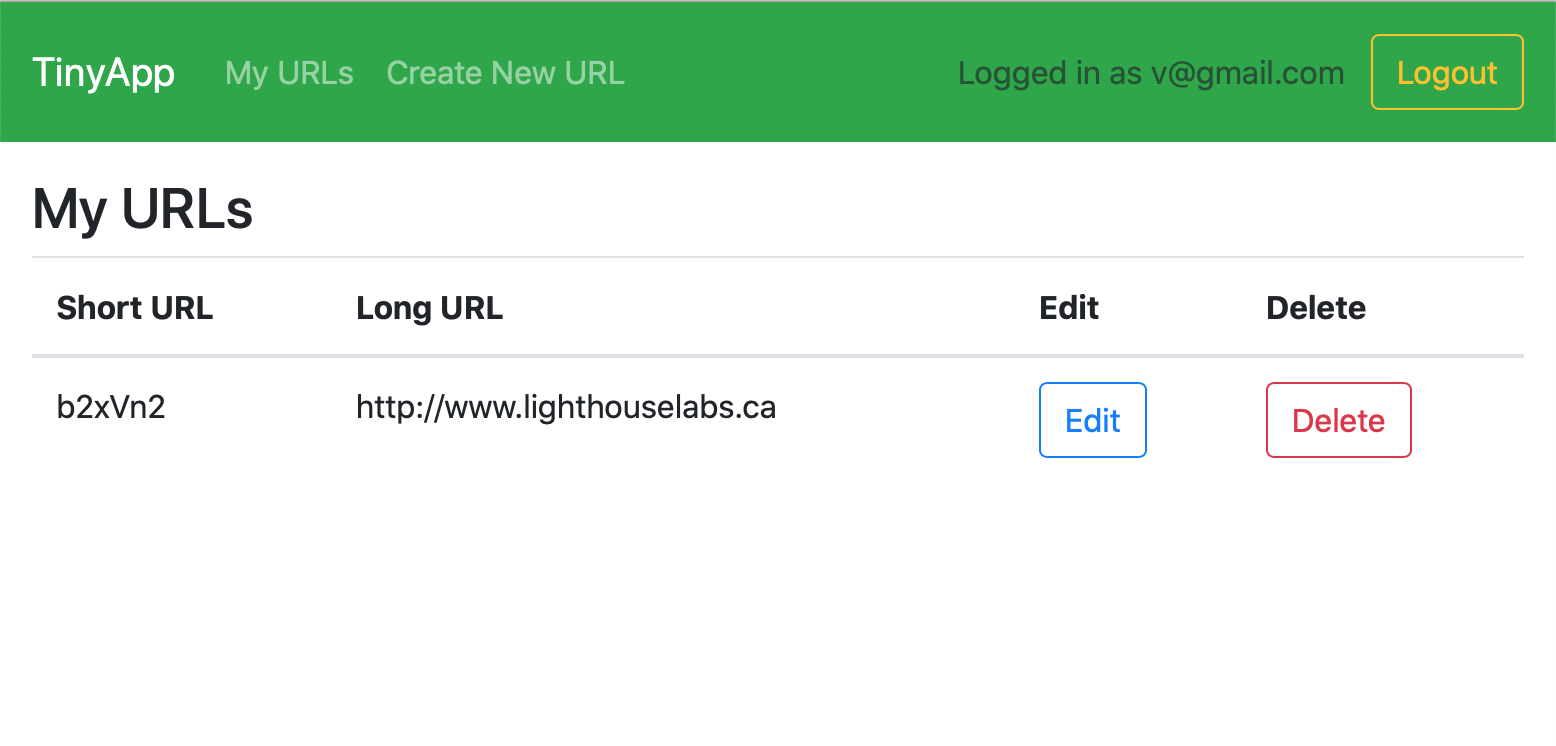 TinyApp My URLs Create New URL Logged in as v@gmail.com Logout
My URLs
Short URL Long URL Edit Delete
b2xVn2 http://www.lighthouselabs.ca Edit Delete